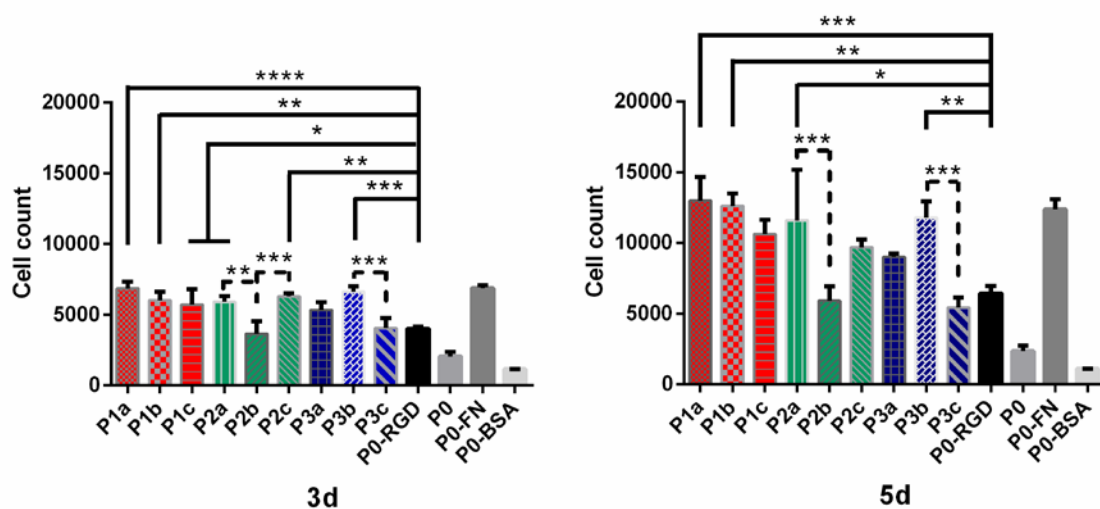 ****
**
*
**
***
20000
15000
10000
5000
0
Cell count
**
***
***
P1a
P1b
P1c
P2a
P2b
P2c
P3a
P3b
P3c
P0-RGD
P0
P0-FN
P0-BSA
3d
***
**
*
**
20000
15000
10000
5000
0
Cell count
***
***
P1a
P1b
P1c
P2a
P2b
P2c
P3a
P3b
P3c
P0-RGD
P0
P0-FN
P0-BSA
5d